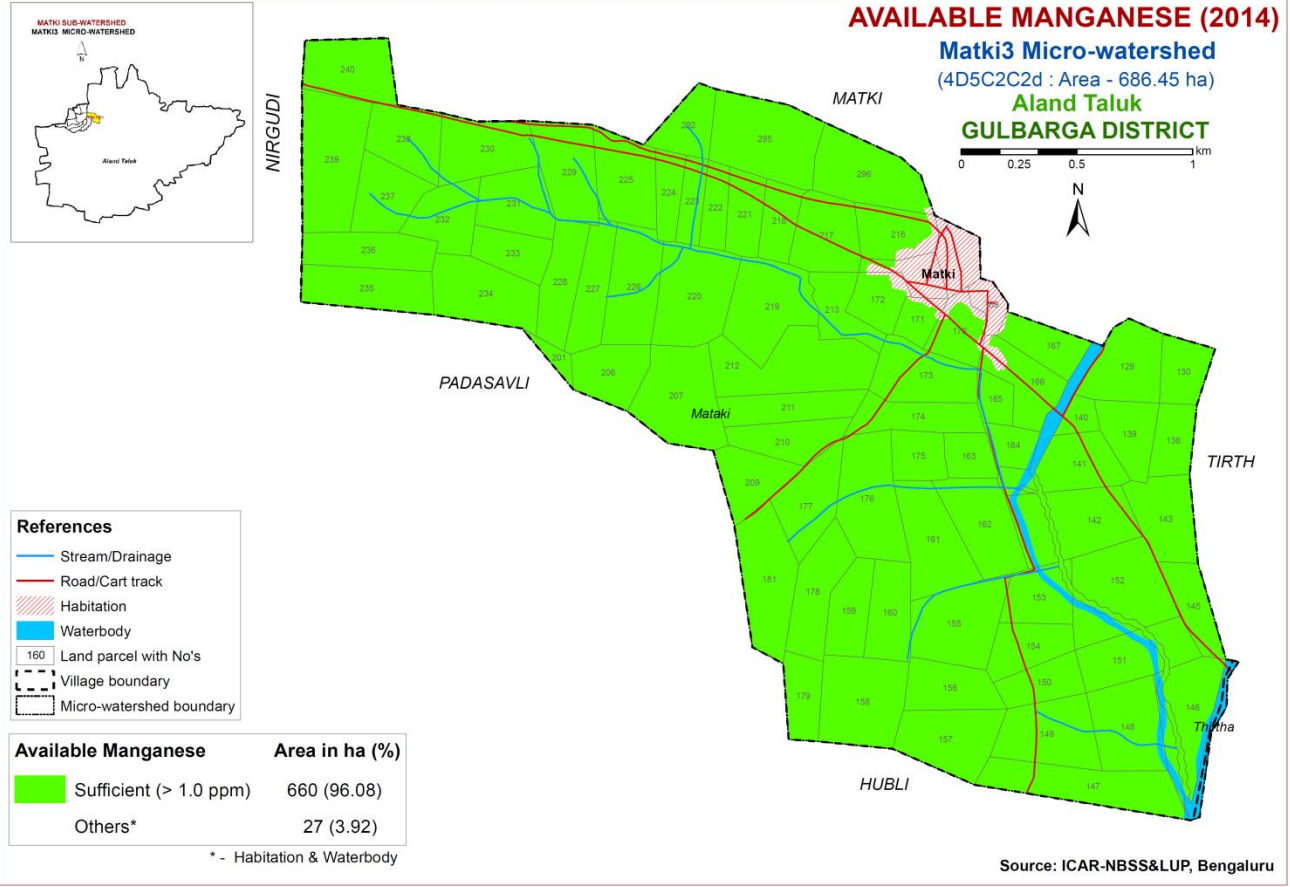 MATKI SUB-WATERSHED
MATKI3 MICRO-WATERSHED
N
Aland Taluk
AVAILABLE MANGANESE (2014)
Matki3 Micro-watershed
(4D5C2C2d : Area - 686.45 ha)
Aland Taluk
GULBARGA DISTRICT
km
0 0.25 0.5 1
N
NIRGUDI
MATKI
PADASAVLI
TIRTH
HUBLI
Matki
Mataki
240
238
230
239
229
225
282
295
296
237
232
231
224
223
222
221
218
217
216
236
233
235
234
228
227
226
220
219
213
172
171
170
167
201
206
207
212
211
210
209
173
174
175
163
165
164
166
140
129
130
139
138
141
177
176
161
162
142
143
181
178
159
160
155
153
152
145
154
151
150
156
179
158
157
149
148
146
147
References
Stream/Drainage
Road/Cart track
Habitation
Waterbody
160 Land parcel with No's
Village boundary
Micro-watershed boundary
Available Manganese Area in ha (%)
Sufficient (> 1.0 ppm) 660 (96.08)
Others* 27 (3.92)
* - Habitation & Waterbody
Source: ICAR-NBSS&LUP, Bengaluru